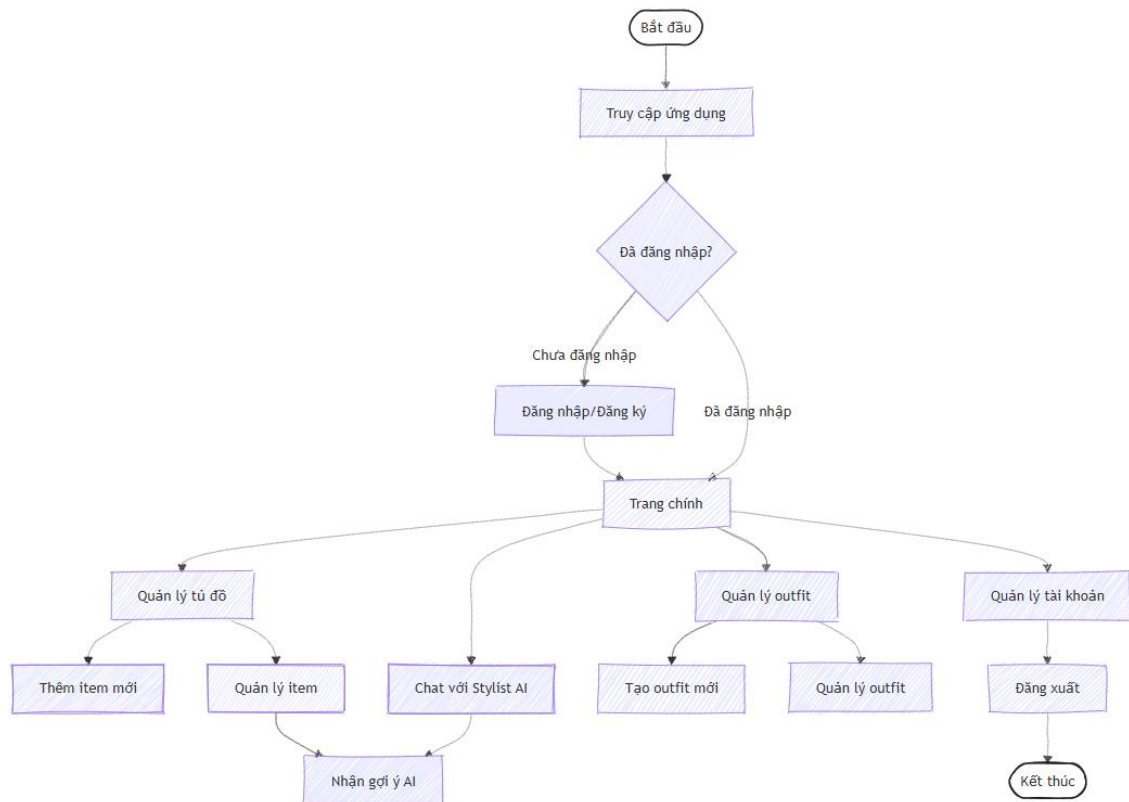 Bắt đầu
Truy cập ứng dụng
Đã đăng nhập?
Chưa đăng nhập
Đăng nhập/Đăng ký
Đã đăng nhập
Trang chính
Quản lý tủ đồ
Quản lý outfit
Quản lý tài khoản
Thêm item mới
Quản lý item
Chat với Stylist AI
Tạo outfit mới
Quản lý outfit
Đăng xuất
Nhận gợi ý AI
Kết thúc